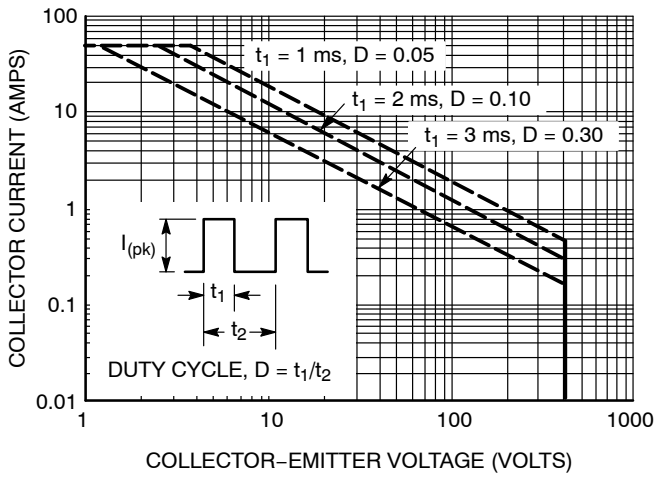 COLLECTOR CURRENT (AMPS)
100
10
1
0.1
0.01
t1 = 1 ms, D = 0.05
t1 = 2 ms, D = 0.10
t1 = 3 ms, D = 0.30
I(pk)
t1
t2
DUTY CYCLE, D = t1/t2
1
10
100
1000
COLLECTOR−EMITTER VOLTAGE (VOLTS)